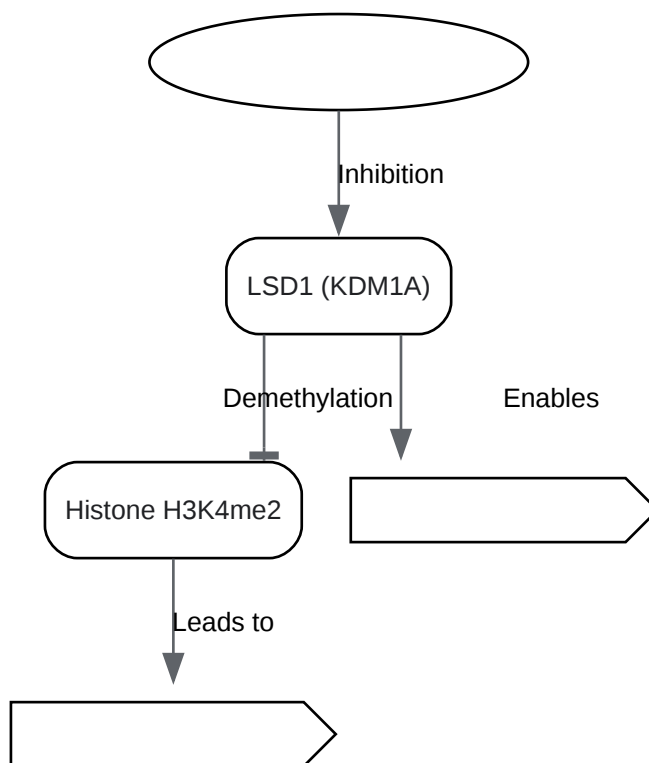 Inhibition
LSD1 (KDM1A)
Demethylation
Enables
Histone H3K4me2
Leads to